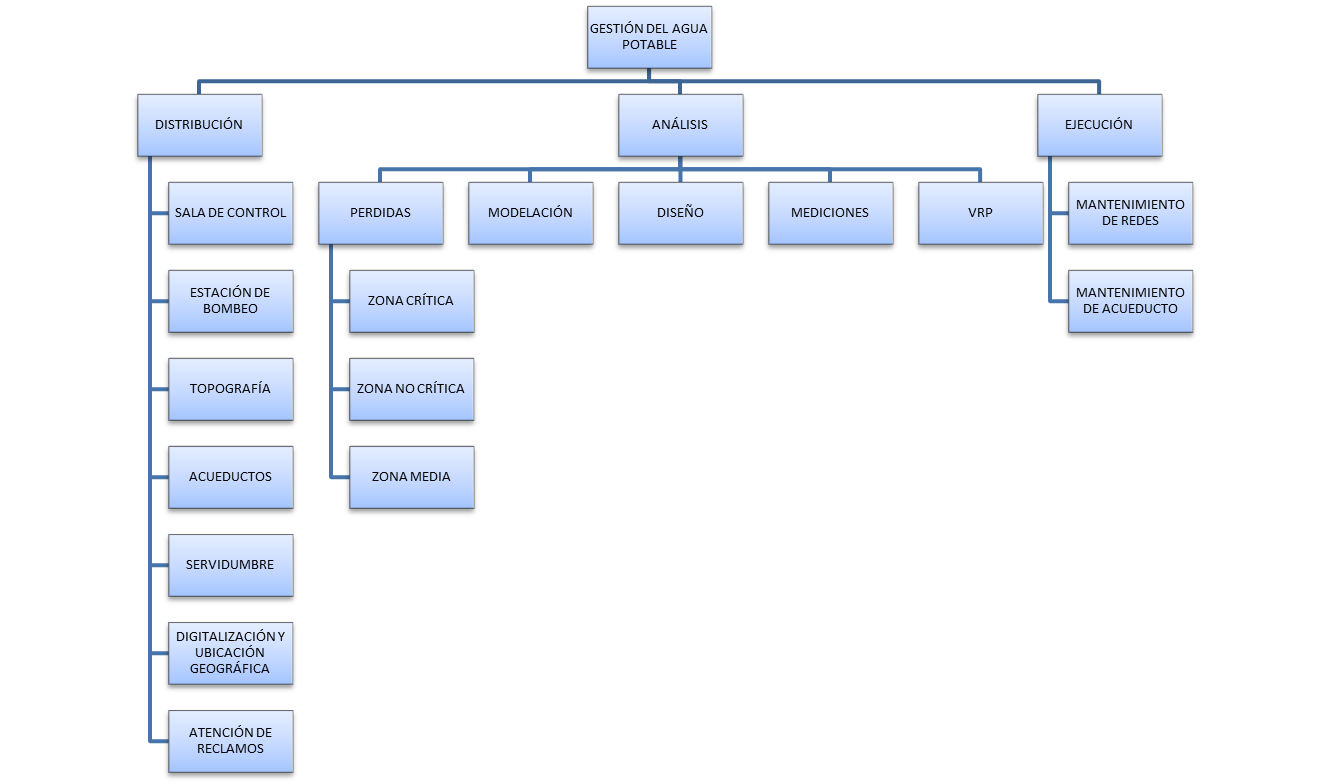 GESTIÓN DEL AGUA
POTABLE
DISTRIBUCIÓN
ANÁLISIS
EJECUCIÓN
SALA DE CONTROL
PERDIDAS
MODELACIÓN
DISEÑO
MEDICIONES
VRP
MANTENIMIENTO
DE REDES
ESTACIÓN DE
BOMBEO
ZONA CRÍTICA
MANTENIMIENTO
DE ACUEDUCTO
TOPOGRAFÍA
ZONA NO CRÍTICA
ACUEDUCTOS
ZONA MEDIA
SERVIDUMBRE
DIGITALIZACIÓN Y
UBICACIÓN
GEOGRÁFICA
ATENCIÓN DE
RECLAMOS